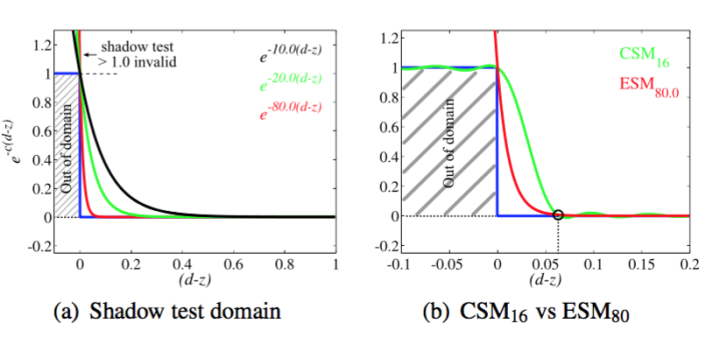 1.2
1
0.8
0.6
0.4
0.2
0
-0.2
e^-c(d-z)
Out of domain
shadow test
> 1.0 invalid
e^-10.0(d-z)
e^-20.0(d-z)
e^-80.0(d-z)
0 0.2 0.4 0.6 0.8 1
(d-z)
(a) Shadow test domain
1.2
1
0.8
0.6
0.4
0.2
0
-0.2
Out of domain
CSM16
ESM80.0
-0.1 -0.05 0 0.05 0.1 0.15 0.2
(d-z)
(b) CSM16 vs ESM80